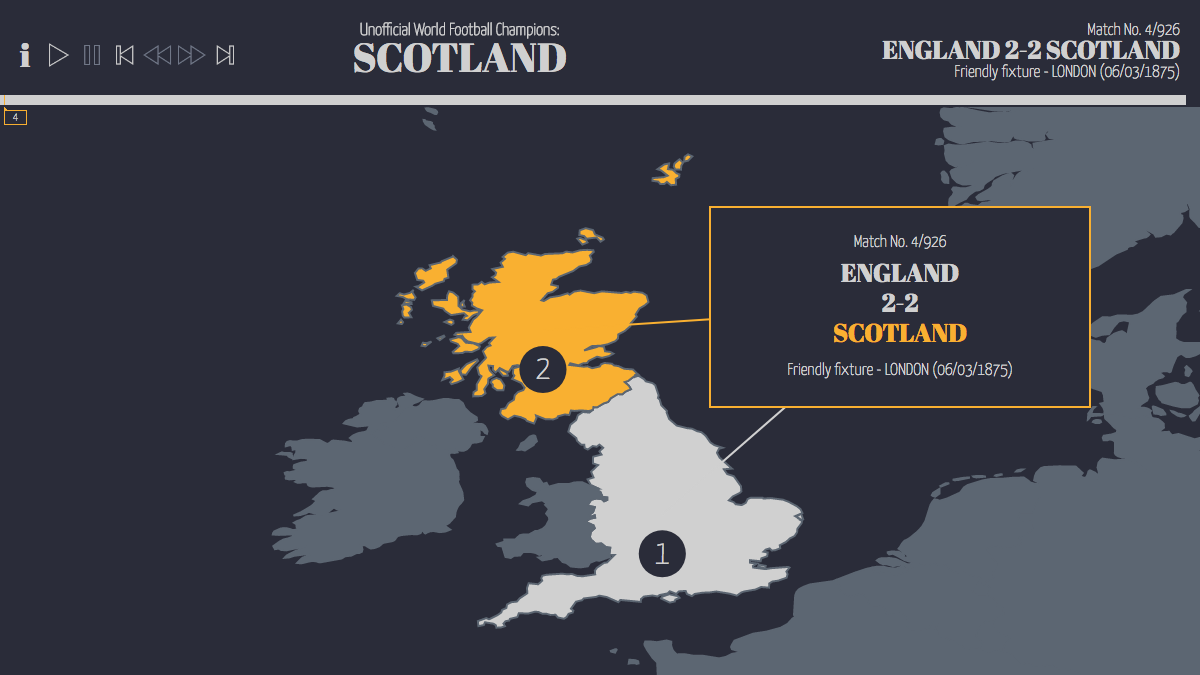 i
Unofficial World Football Champions:
SCOTLAND
Match No. 4/926
ENGLAND 2-2 SCOTLAND
Friendly fixture - LONDON (06/03/1875)
4
Match No. 4/926
ENGLAND
2-2
SCOTLAND
Friendly fixture - LONDON (06/03/1875)
2
1